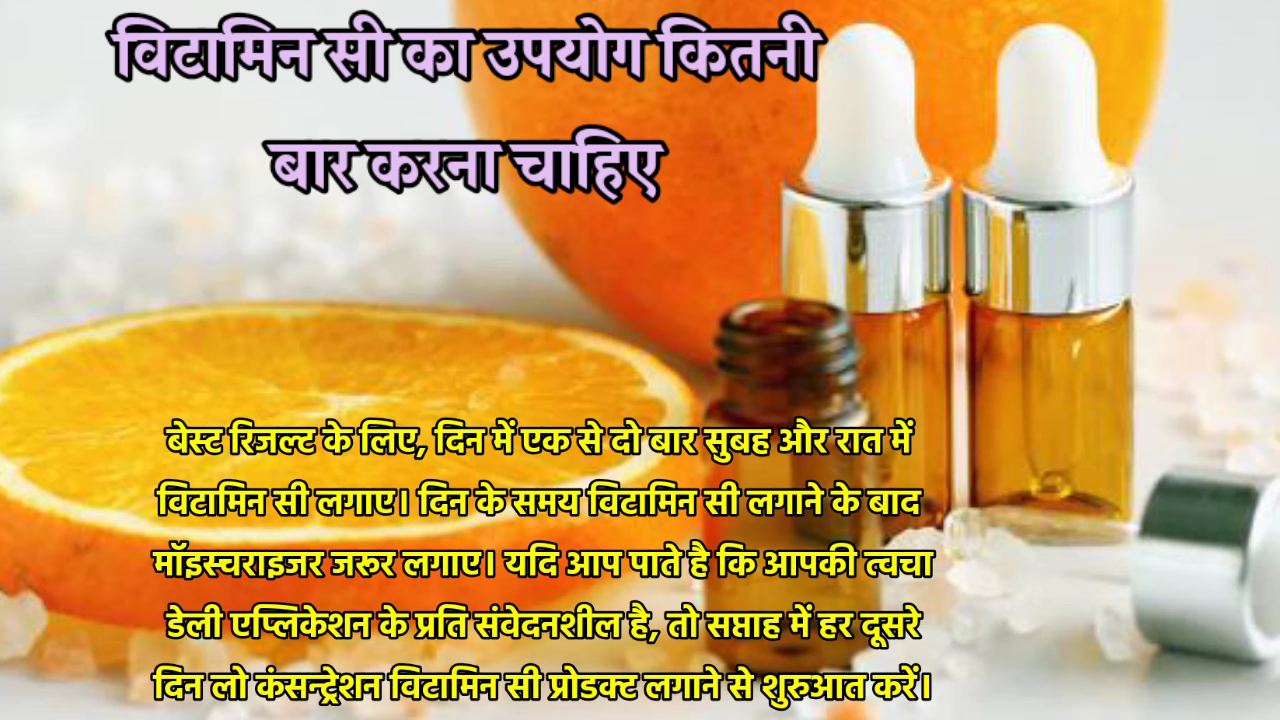 विटामिन सी का उपयोग कितनी
बार करना चाहिए
बेस्ट रिजल्ट के लिए, दिन में एक से दो बार सुबह और रात में
विटामिन सी लगाए। दिन के समय विटामिन सी लगाने के बाद
मॉइस्चराइजर जरूर लगाए। यदि आप पाते है कि आपकी त्वचा
डेली एप्लिकेशन के प्रति संवेदनशील है, तो सप्ताह में हर दूसरे
दिन लो कंसन्ट्रेशन विटामिन सी प्रोडक्ट लगाने से शुरुआत करें।